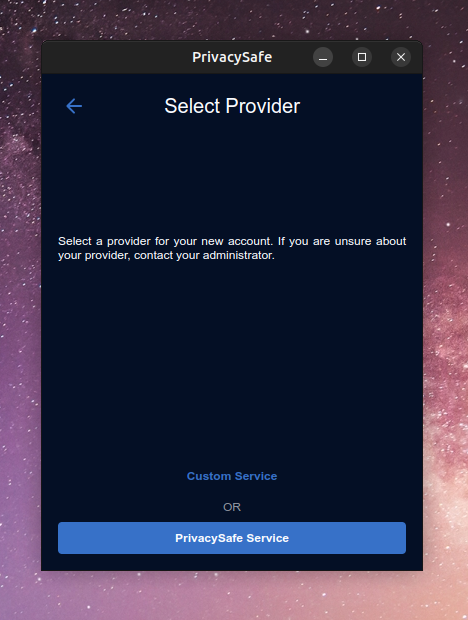 PrivacySafe
Select Provider
Select a provider for your new account. If you are unsure about
your provider, contact your administrator.
Custom Service
OR
PrivacySafe Service